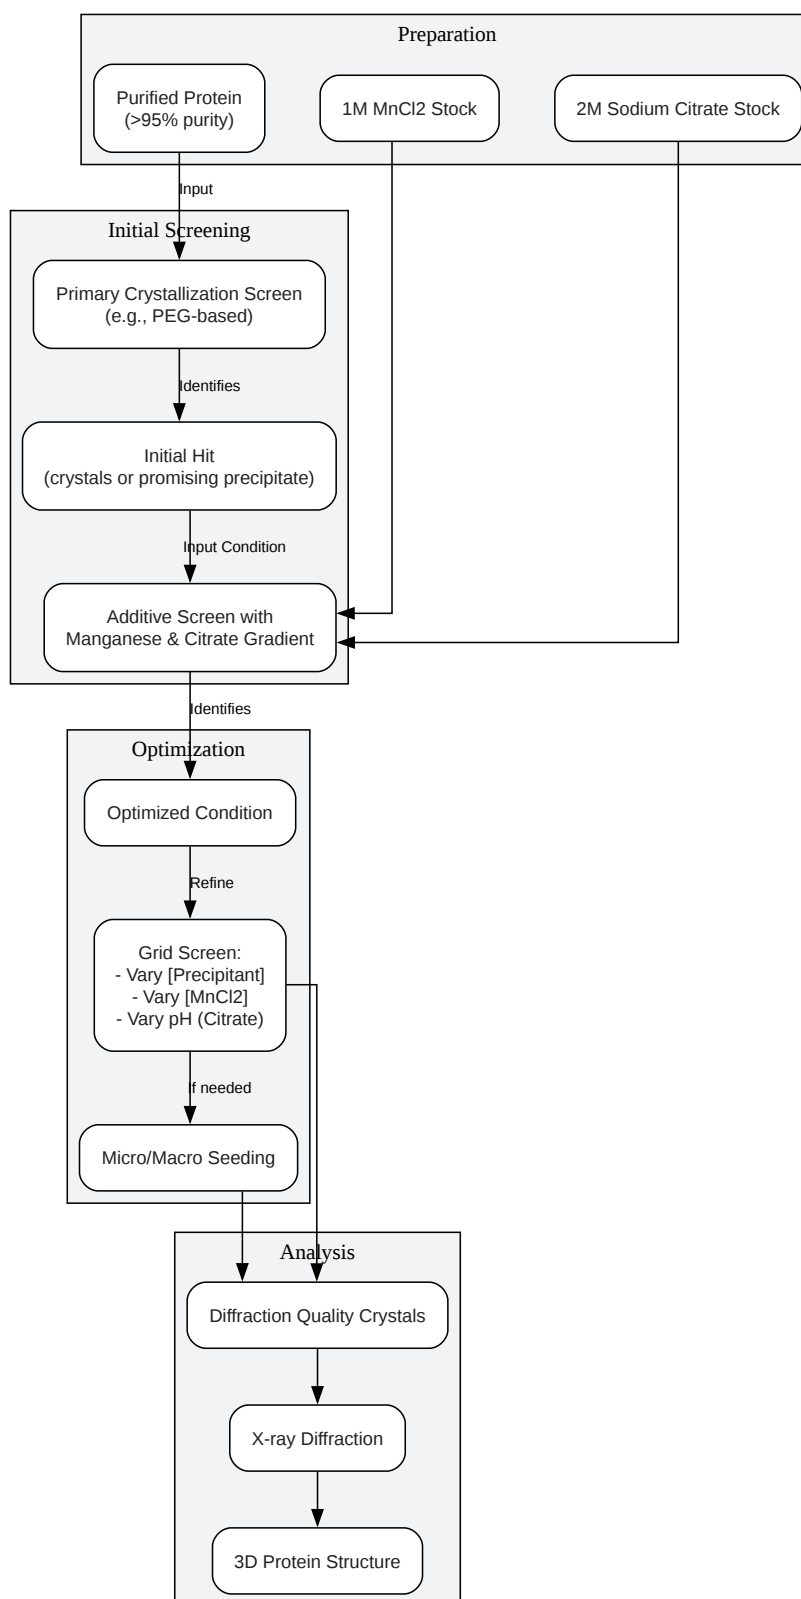 Preparation
Purified Protein
(>95% purity)
1M MnCl2 Stock
2M Sodium Citrate Stock
Input
Initial Screening
Primary Crystallization Screen
(e.g., PEG-based)
Identifies
Initial Hit
(crystals or promising precipitate)
Input Condition
Additive Screen with
Manganese & Citrate Gradient
Identifies
Optimization
Optimized Condition
Refine
Grid Screen:
- Vary [Precipitant]
- Vary [MnCl2]
- Vary pH (Citrate)
If needed
Micro/Macro Seeding
Analysis
Diffraction Quality Crystals
X-ray Diffraction
3D Protein Structure